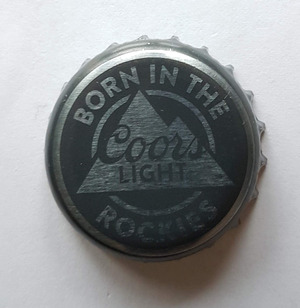 BORN IN THE
Coors
LIGHT
ROCKIES